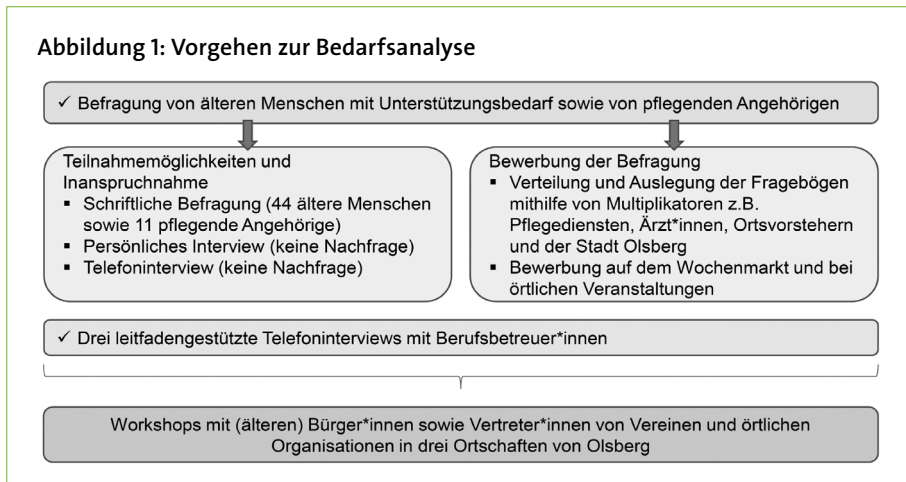 Abbildung 1: Vorgehen zur Bedarfsanalyse
✓ Befragung von älteren Menschen mit Unterstützungsbedarf sowie von pflegenden Angehörigen
Teilnahmemöglichkeiten und
Inanspruchnahme
▪ Schriftliche Befragung (44 ältere Menschen
sowie 11 pflegende Angehörige)
▪ Persönliches Interview (keine Nachfrage)
▪ Telefoninterview (keine Nachfrage)
Bewerbung der Befragung
▪ Verteilung und Auslegung der Fragebögen
mithilfe von Multiplikatoren z.B.
Pflegediensten, Ärzt*innen, Ortsvorstehern
und der Stadt Olsberg
▪ Bewerbung auf dem Wochenmarkt und bei
örtlichen Veranstaltungen
✓ Drei leitfadengestützte Telefoninterviews mit Berufsbetreuer*innen
Workshops mit (älteren) Bürger*innen sowie Vertreter*innen von Vereinen und örtlichen
Organisationen in drei Ortschaften von Olsberg